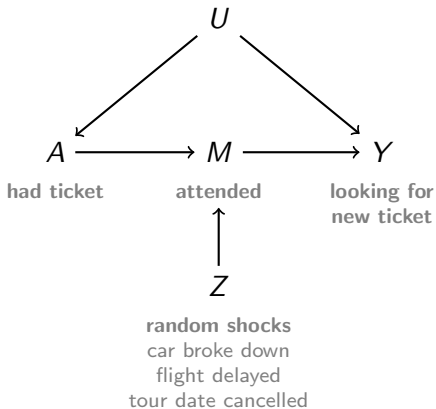 U
A M Y
had ticket attended looking for
new ticket
Z
random shocks
car broke down
flight delayed
tour date cancelled